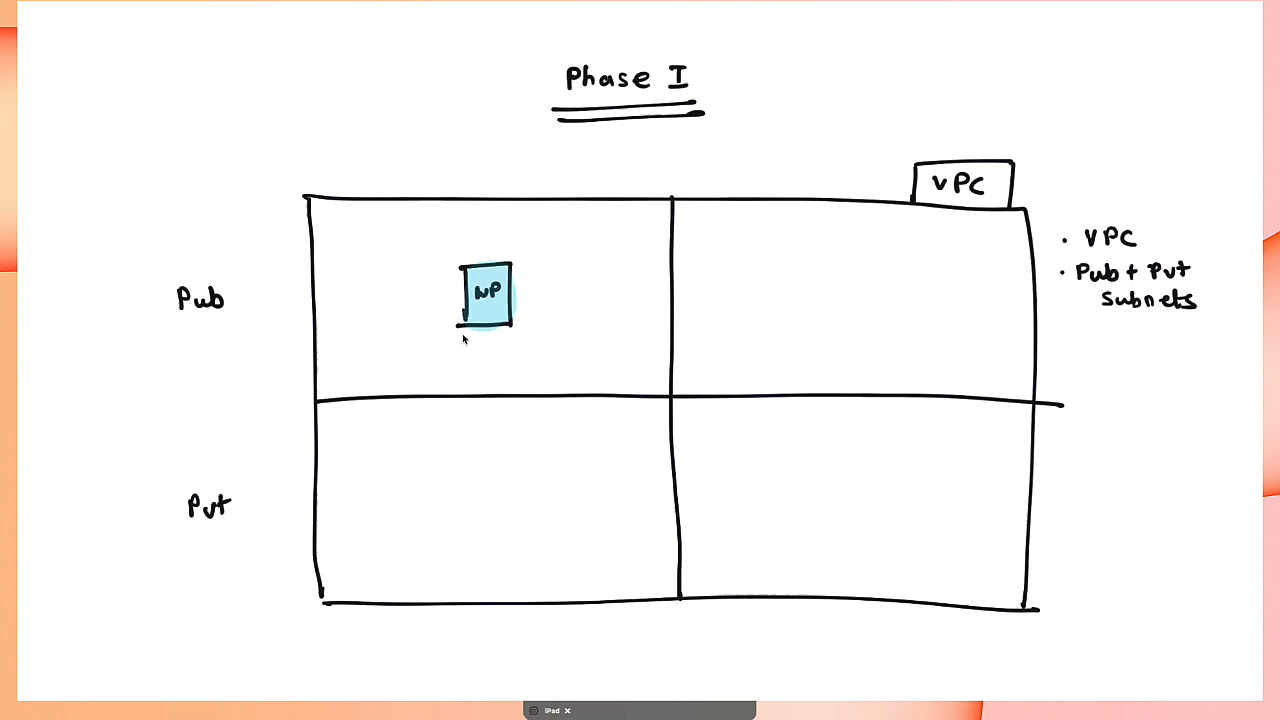 Phase I
VPC
• VPC
• Pub + Pvt
Subnets
Pub
WP
Pvt
iPad